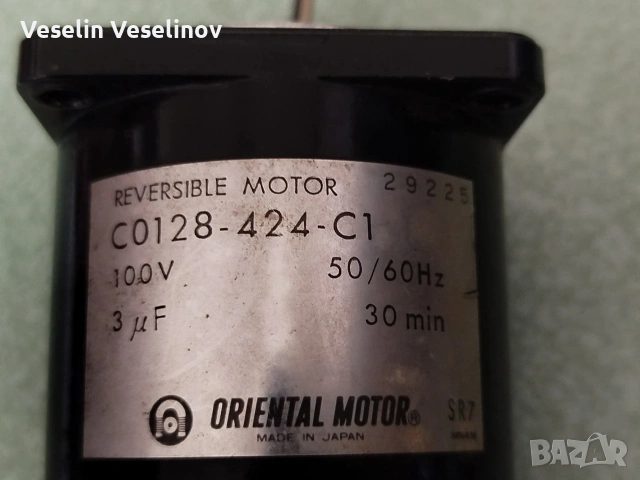 Veselin Veselinov
REVERSIBLE MOTOR 29225
C0128-424-C1
100V 50/60Hz
3 μF 30 min
ORIENTAL MOTOR® SR7
MADE IN JAPAN
BAZAR